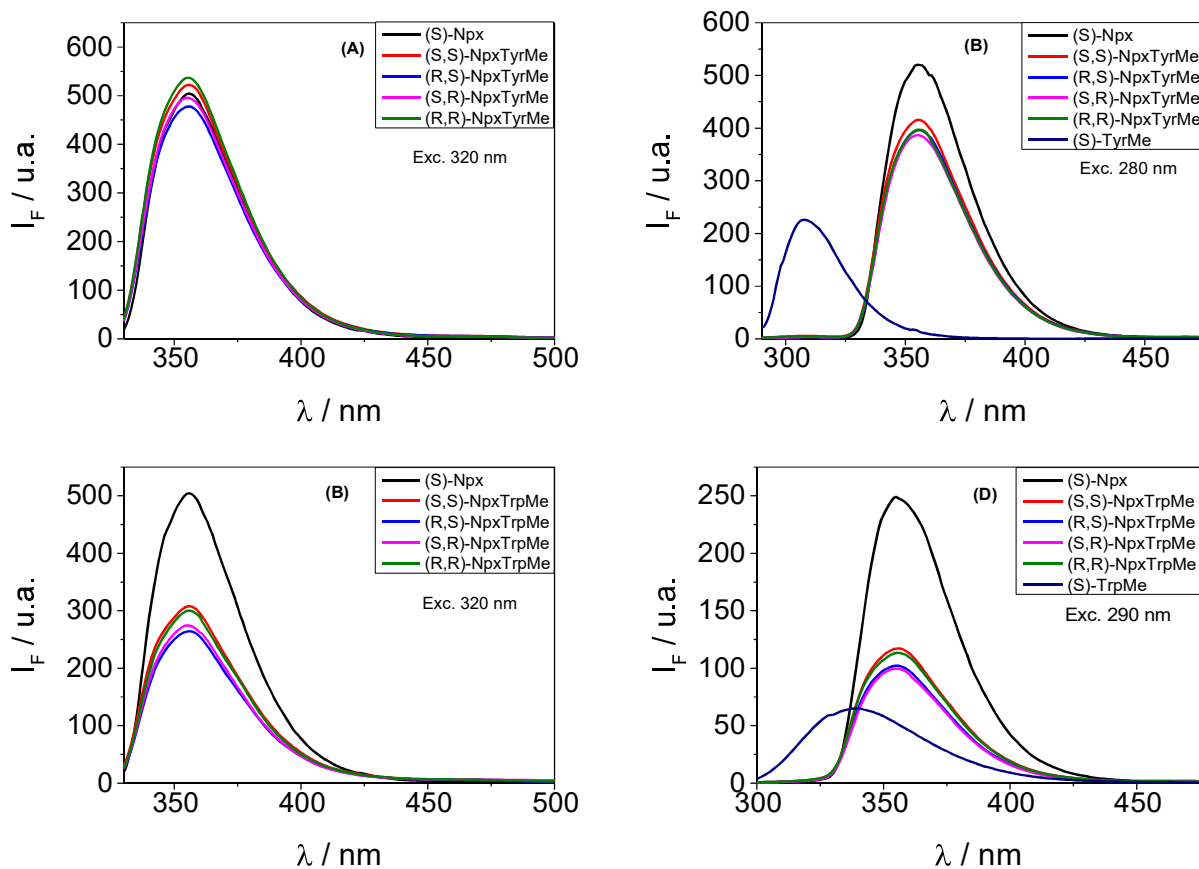 600
500
400
300
200
100
0
350
400
450
500
I_F / u.a.
λ / nm
(A)
(S)-Npx
(S,S)-NpxTyrMe
(R,S)-NpxTyrMe
(S,R)-NpxTyrMe
(R,R)-NpxTyrMe
Exc. 320 nm
600
500
400
300
200
100
0
300
350
400
450
I_F / u.a.
λ / nm
(B)
(S)-Npx
(S,S)-NpxTyrMe
(R,S)-NpxTyrMe
(S,R)-NpxTyrMe
(R,R)-NpxTyrMe
(S)-TyrMe
Exc. 280 nm
500
400
300
200
100
0
350
400
450
500
I_F / u.a.
λ / nm
(B)
(S)-Npx
(S,S)-NpxTrpMe
(R,S)-NpxTrpMe
(S,R)-NpxTrpMe
(R,R)-NpxTrpMe
Exc. 320 nm
250
200
150
100
50
0
300
350
400
450
I_F / u.a.
λ / nm
(D)
(S)-Npx
(S,S)-NpxTrpMe
(R,S)-NpxTrpMe
(S,R)-NpxTrpMe
(R,R)-NpxTrpMe
(S)-TrpMe
Exc. 290 nm